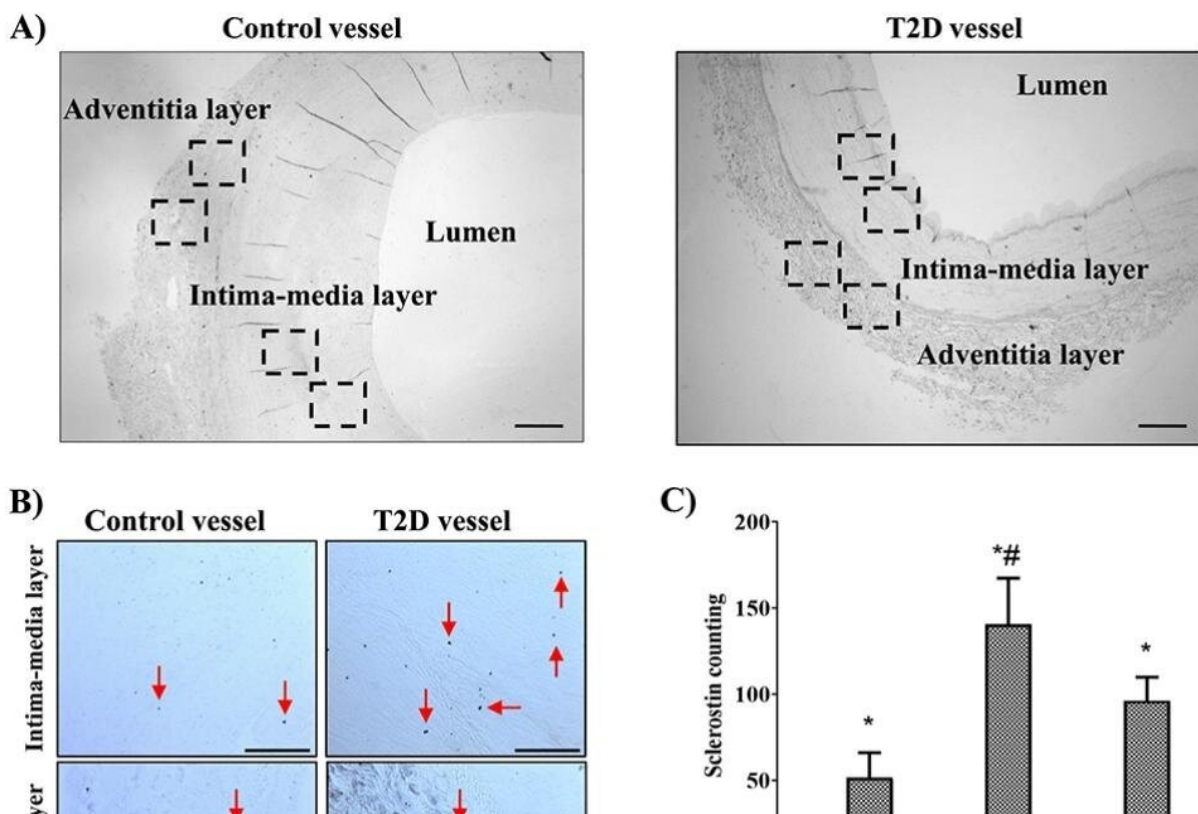 A)
Control vessel
T2D vessel
Adventitia layer
Lumen
Intima-media layer
Lumen
Intima-media layer
Adventitia layer
B)
Control vessel
T2D vessel
Intima-media layer
C)
Sclerostin counting
200
150
100
50
*
*#
*